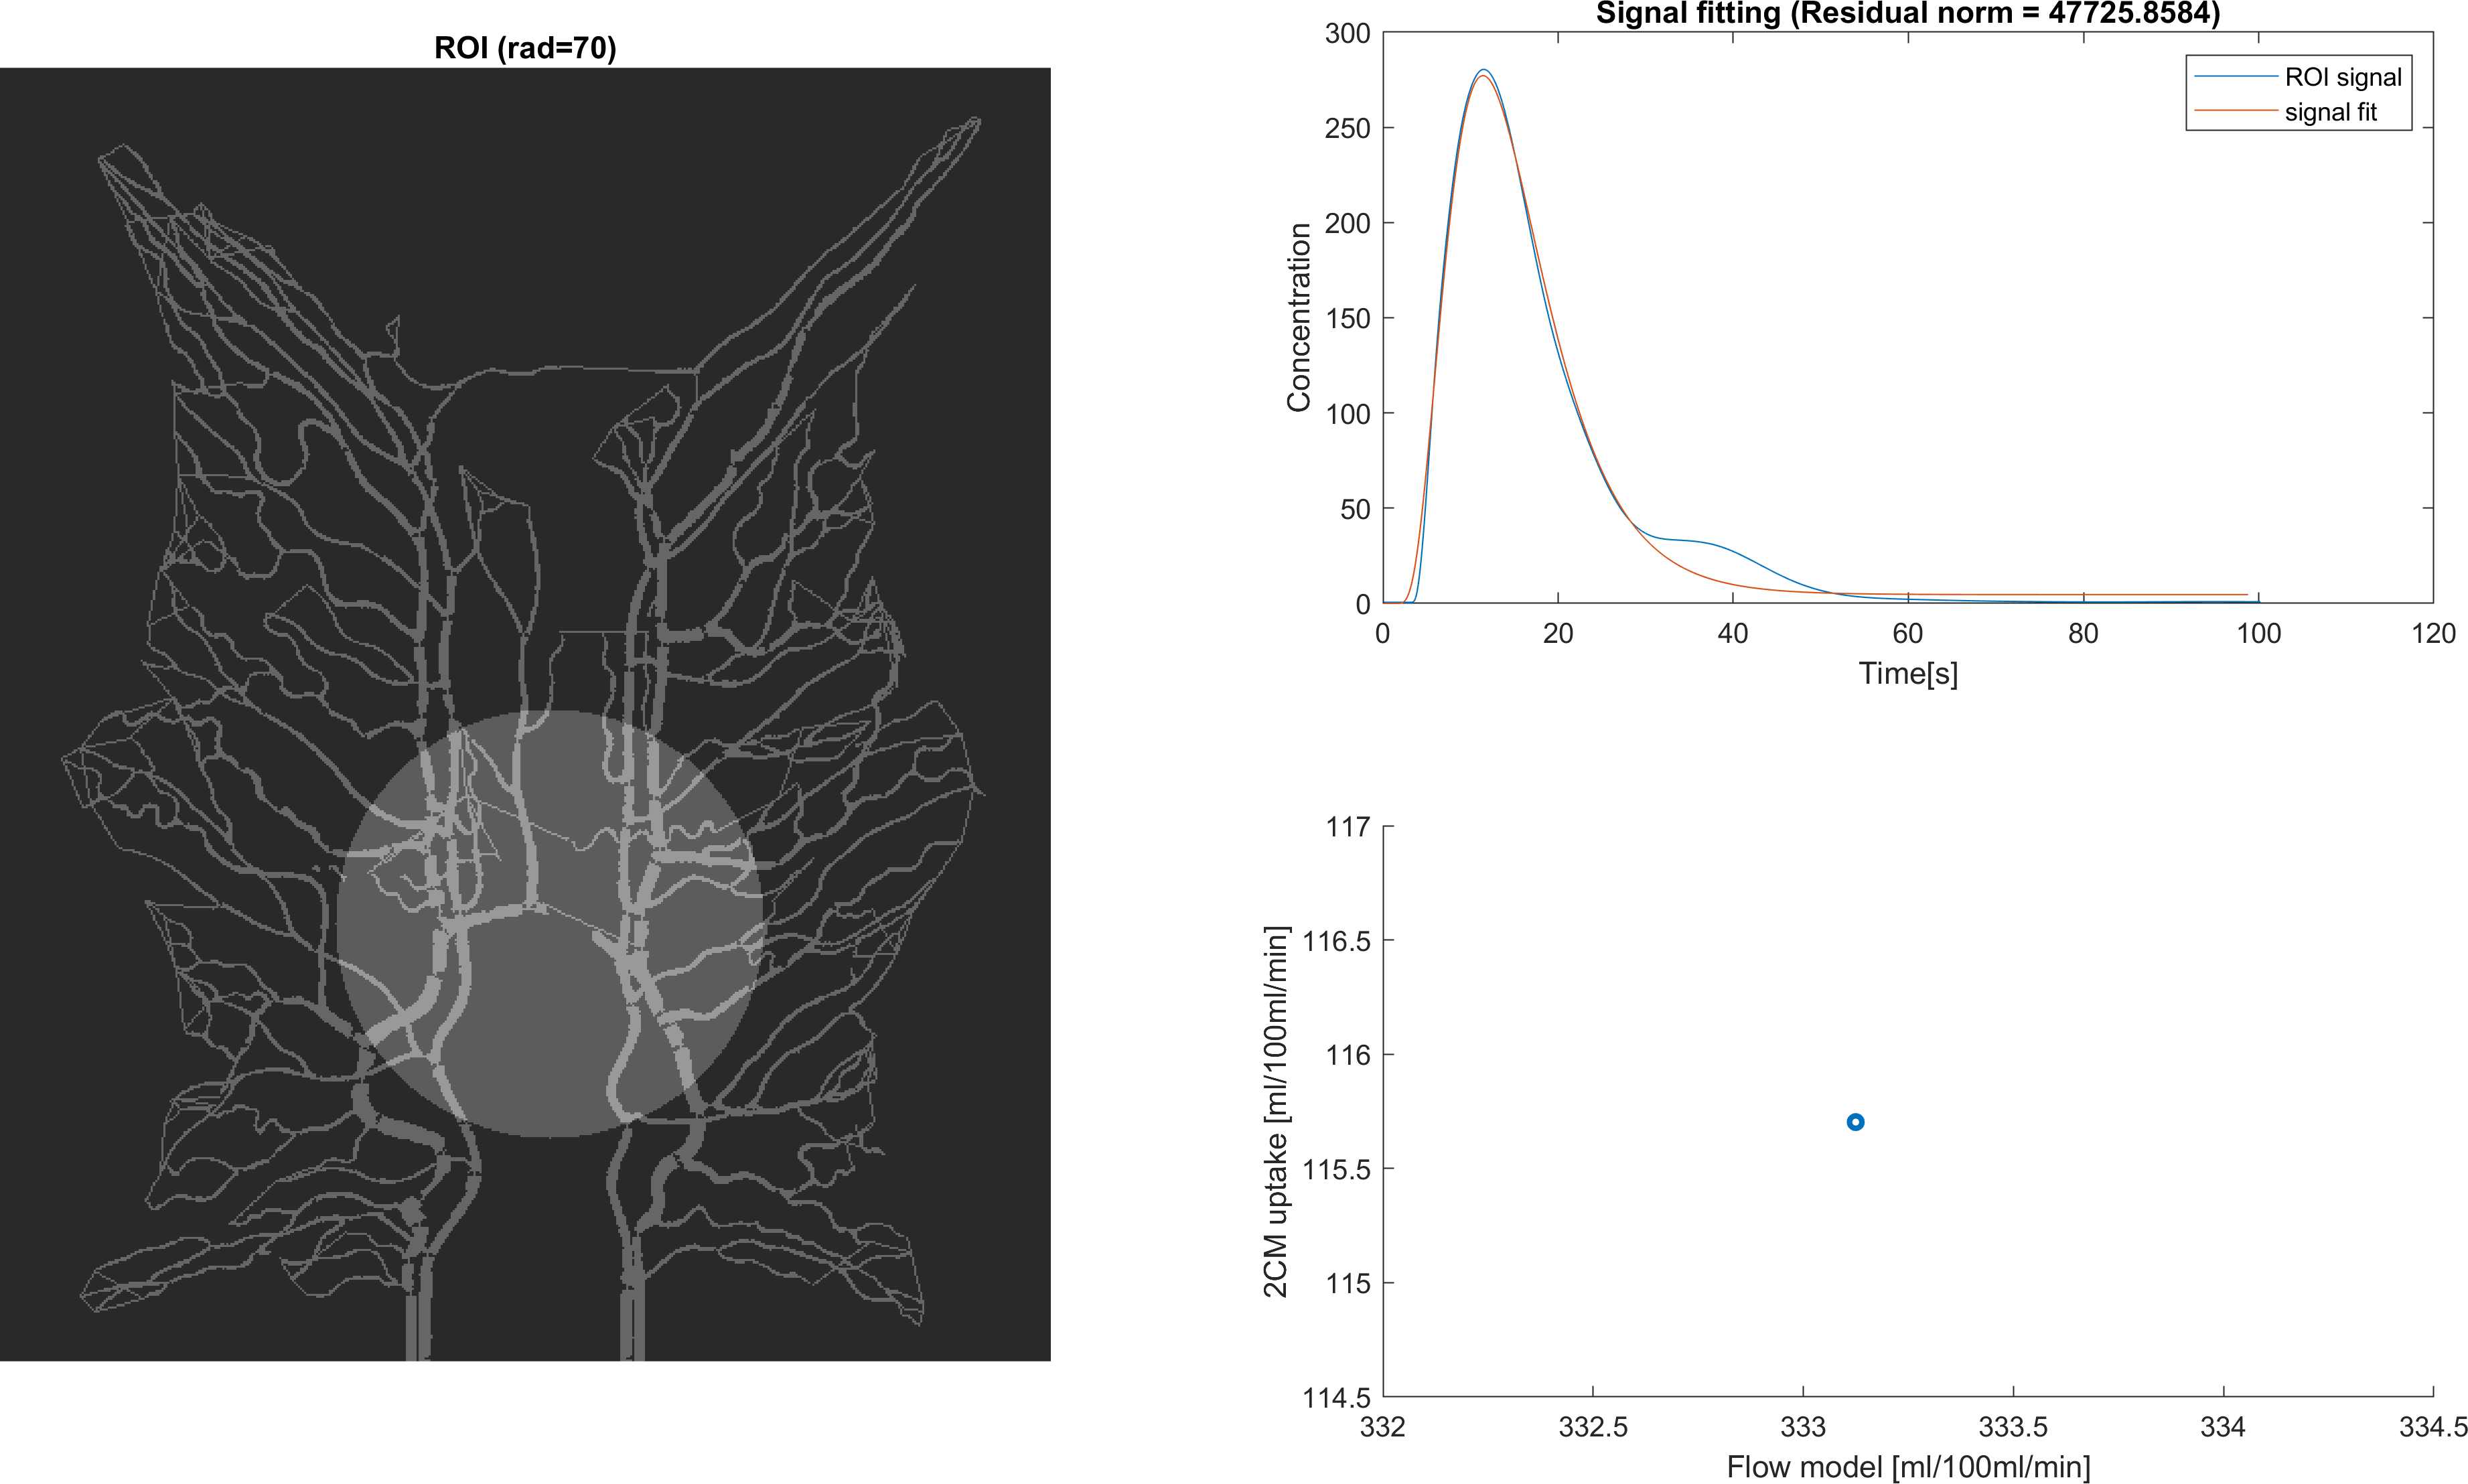 ROI (rad=70)
Signal fitting (Residual norm = 47725.8584)
300
250
200
150
100
50
0
Concentration
ROI signal
signal fit
0 20 40 60 80 100 120
Time[s]
117
116.5
116
115.5
115
114.5
2CM uptake [ml/100ml/min]
332 332.5 333 333.5 334 334.5
Flow model [ml/100ml/min]